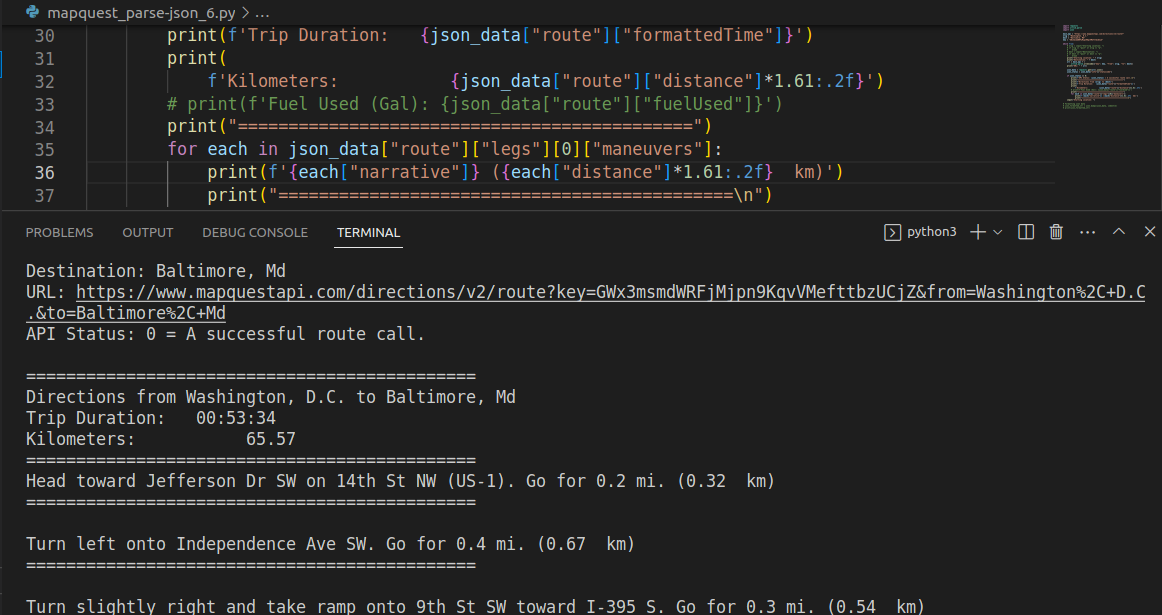 mapquest_parse-json_6.py > ...
30 print(f'Trip Duration:   {json_data["route"]["formattedTime"]}')
31 print(
32     f'Kilometers:           {json_data["route"]["distance"]*1.61:.2f}')
33 # print(f'Fuel Used (Gal): {json_data["route"]["fuelUsed"]}')
34 print("=============================================")
35 for each in json_data["route"]["legs"][0]["maneuvers"]:
36     print(f'{each["narrative"]} ({each["distance"]*1.61:.2f}  km)')
37     print("=============================================\n")
PROBLEMS OUTPUT DEBUG CONSOLE TERMINAL python3
Destination: Baltimore, Md
URL: https://www.mapquestapi.com/directions/v2/route?key=GWx3msmdWRFjMjpn9KqvVMefttbzUCjZ&from=Washington%2C+D.C
.&to=Baltimore%2C+Md
API Status: 0 = A successful route call.
=============================================
Directions from Washington, D.C. to Baltimore, Md
Trip Duration:   00:53:34
Kilometers:           65.57
=============================================
Head toward Jefferson Dr SW on 14th St NW (US-1). Go for 0.2 mi. (0.32  km)
=============================================
Turn left onto Independence Ave SW. Go for 0.4 mi. (0.67  km)
=============================================
Turn slightly right and take ramp onto 9th St SW toward I-395 S. Go for 0.3 mi. (0.54  km)